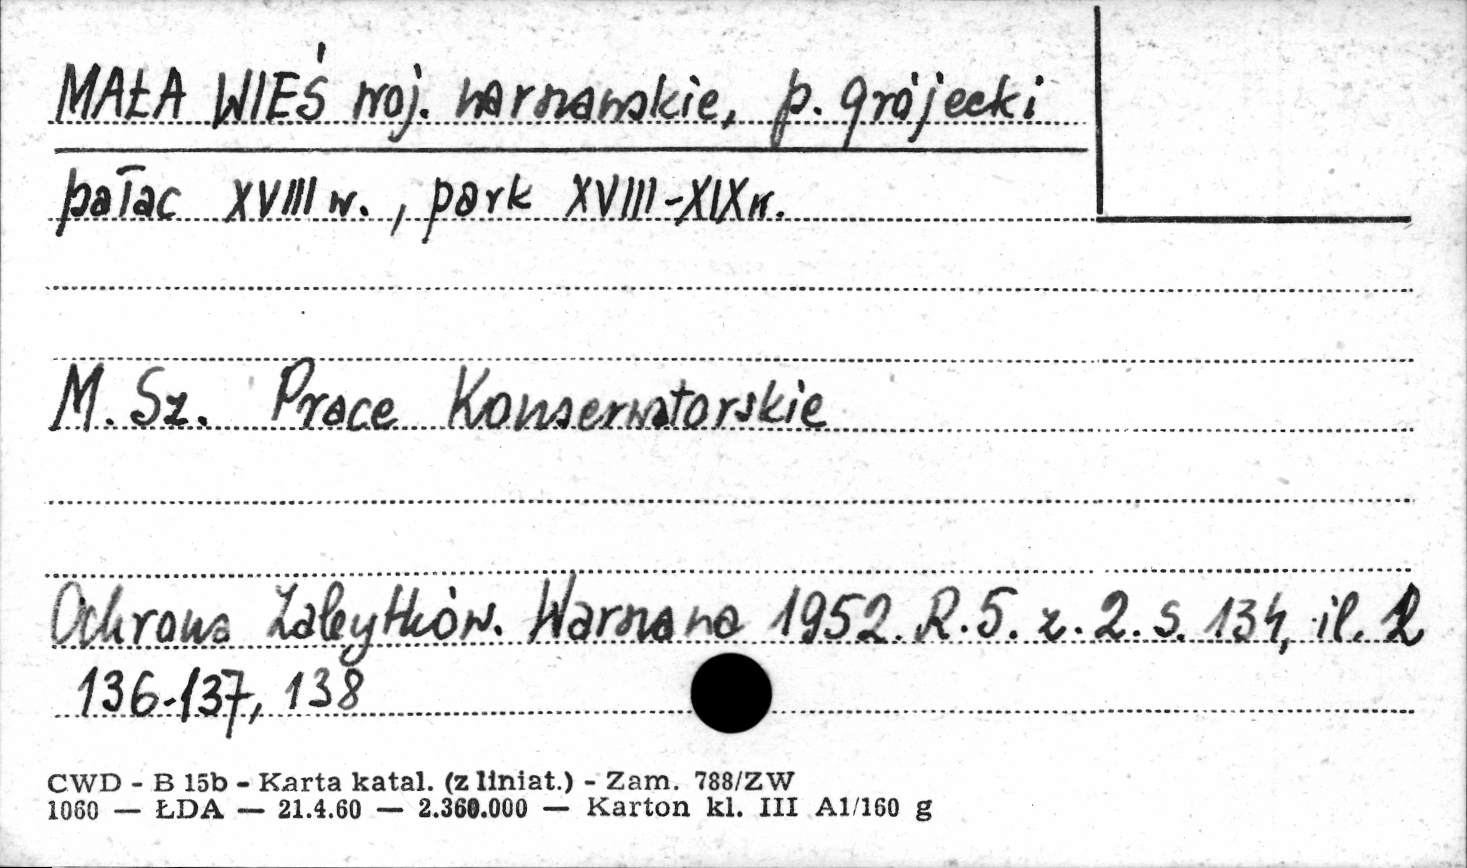 MAŁA WIEŚ woj. warszawskie, p. grójecki
pałac XVIII w., park XVIII-XIX w.
M. Sz. Prace Konserwatorskie
Ochrona Zabytków. Warszawa 1952. R. 5. z. 2. s. 134, il. 2
136-137, 138
CWD - B 15b - Karta katal. (z liniat.) - Zam. 788/ZW
1060 — ŁDA — 21.4.60 — 2.360.000 — Karton kl. III A1/160 g